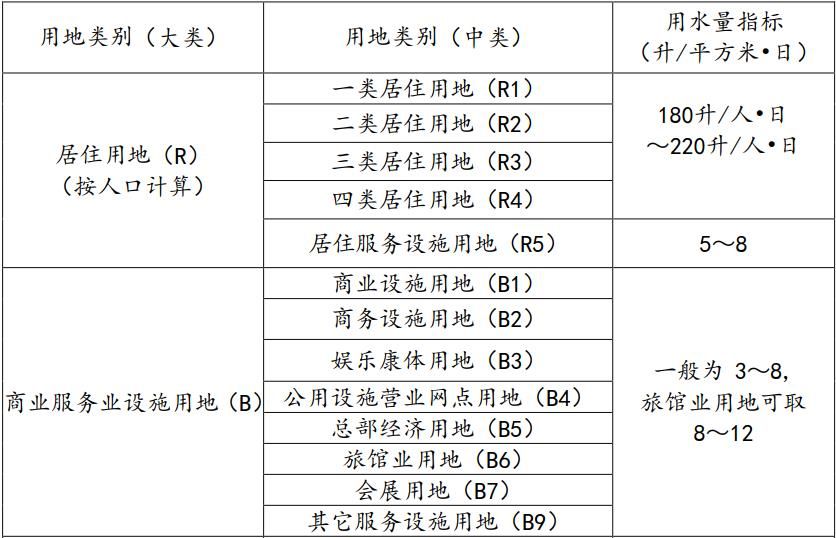 用地类别（大类）
用地类别（中类）
用水量指标
（升/平方米•日）
居住用地（R）
（按人口计算）
一类居住用地（R1）
二类居住用地（R2）
三类居住用地（R3）
四类居住用地（R4）
180升/人•日
～220升/人•日
居住服务设施用地（R5）
5～8
商业服务业设施用地（B）
商业设施用地（B1）
商务设施用地（B2）
娱乐康体用地（B3）
公用设施营业网点用地（B4）
总部经济用地（B5）
旅馆业用地（B6）
会展用地（B7）
其它服务设施用地（B9）
一般为 3～8,
旅馆业用地可取
8～12